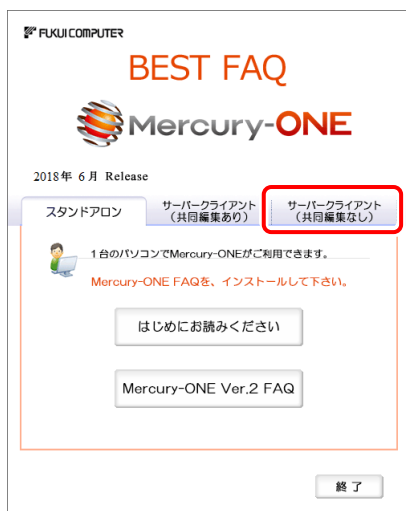 FUKUI COMPUTER
BEST FAQ
Mercury-ONE
2018年 6月 Release
スタンドアロン
サーバークライアント
（共同編集あり）
サーバークライアント
（共同編集なし）
1台のパソコンでMercury-ONEがご利用できます。
Mercury-ONE FAQを、インストールして下さい。
はじめにお読みください
Mercury-ONE Ver.2 FAQ
終 了